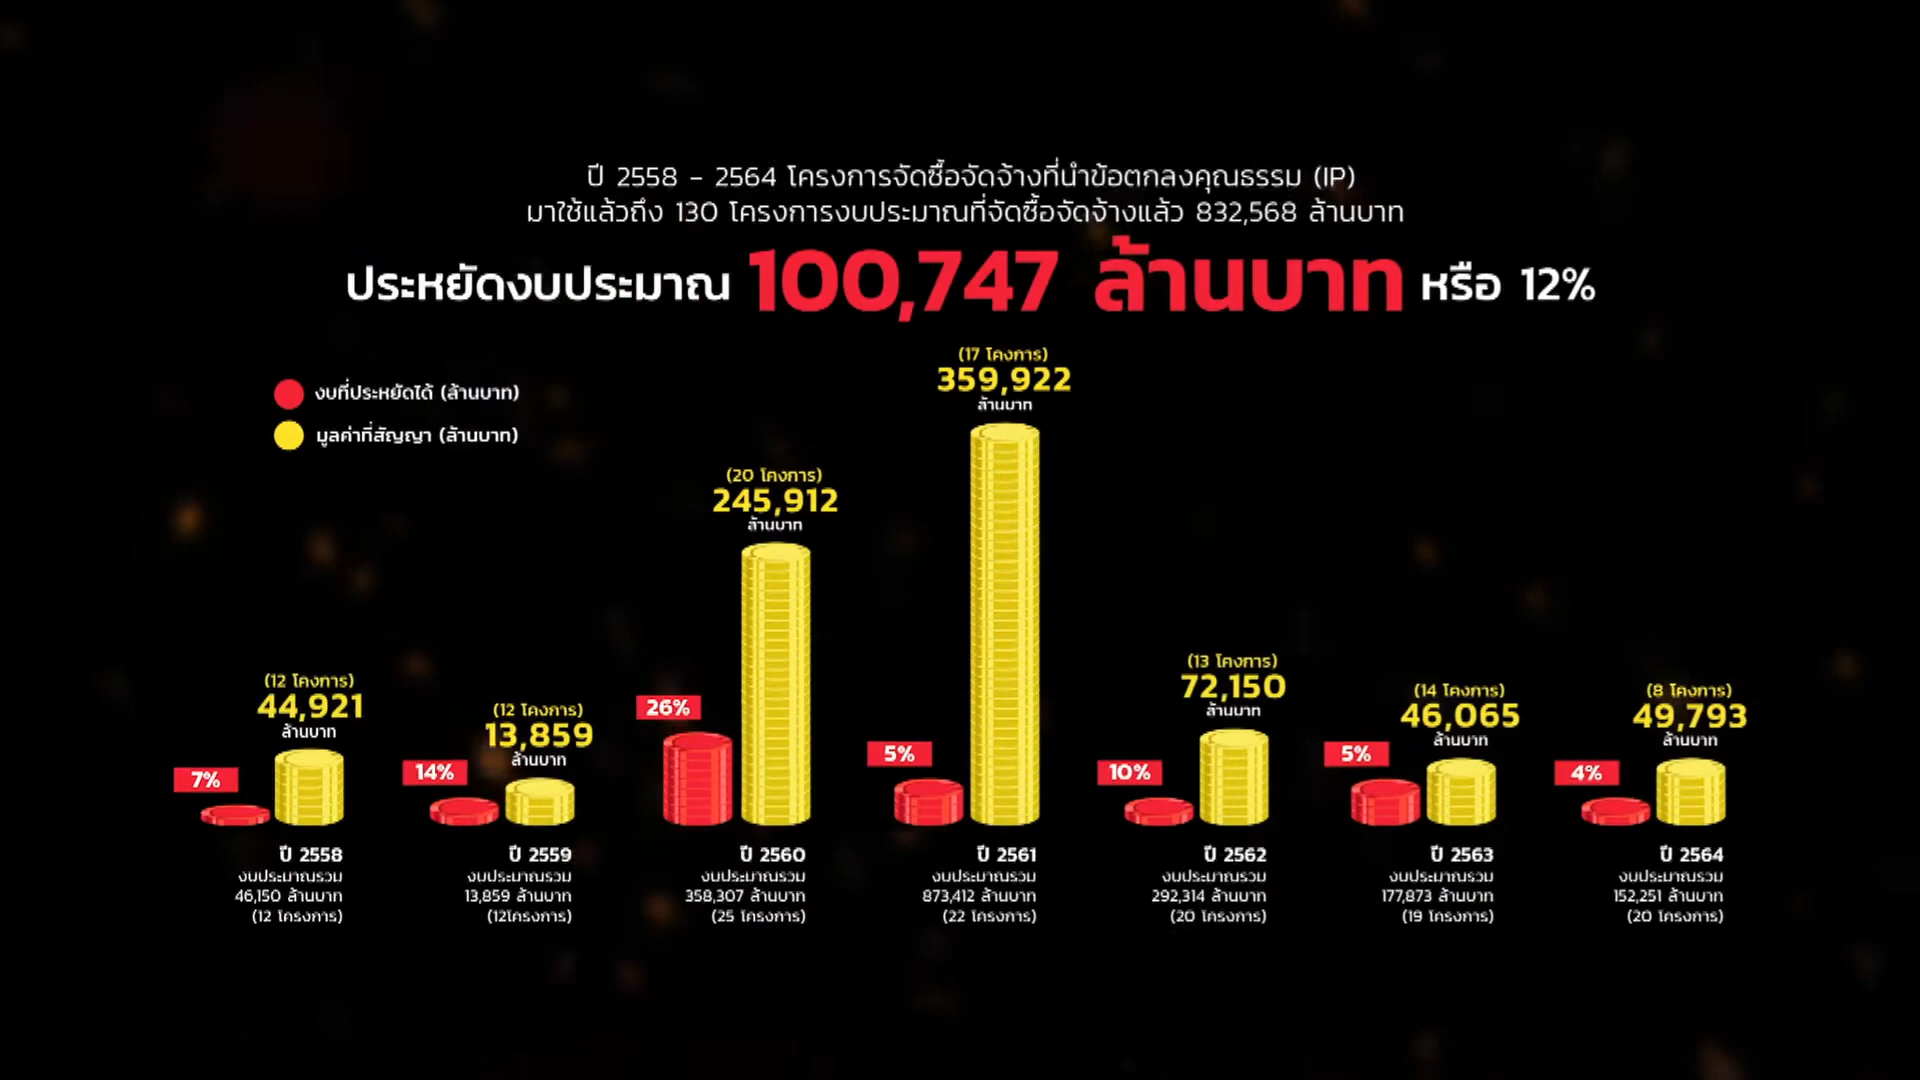 ปี 2558 - 2564 โครงการจัดซื้อจัดจ้างที่นำข้อตกลงคุณธรรม (IP)
มาใช้แล้วถึง 130 โครงการงบประมาณที่จัดซื้อจัดจ้างแล้ว 832,568 ล้านบาท
ประหยัดงบประมาณ 100,747 ล้านบาท หรือ 12%
งบที่ประหยัดได้ (ล้านบาท)
มูลค่าที่สัญญา (ล้านบาท)
7%
(12 โคงการ)
44,921
ล้านบาท
ปี 2558
งบประมาณรวม
46,150 ล้านบาท
(12 โครงการ)
14%
(12 โคงการ)
13,859
ล้านบาท
ปี 2559
งบประมาณรวม
13,859 ล้านบาท
(12โครงการ)
26%
(20 โคงการ)
245,912
ล้านบาท
ปี 2560
งบประมาณรวม
358,307 ล้านบาท
(25 โครงการ)
5%
(17 โคงการ)
359,922
ล้านบาท
ปี 2561
งบประมาณรวม
873,412 ล้านบาท
(22 โครงการ)
10%
(13 โคงการ)
72,150
ล้านบาท
ปี 2562
งบประมาณรวม
292,314 ล้านบาท
(20 โครงการ)
5%
(14 โคงการ)
46,065
ล้านบาท
ปี 2563
งบประมาณรวม
177,873 ล้านบาท
(19 โครงการ)
4%
(8 โคงการ)
49,793
ล้านบาท
ปี 2564
งบประมาณรวม
152,251 ล้านบาท
(20 โครงการ)